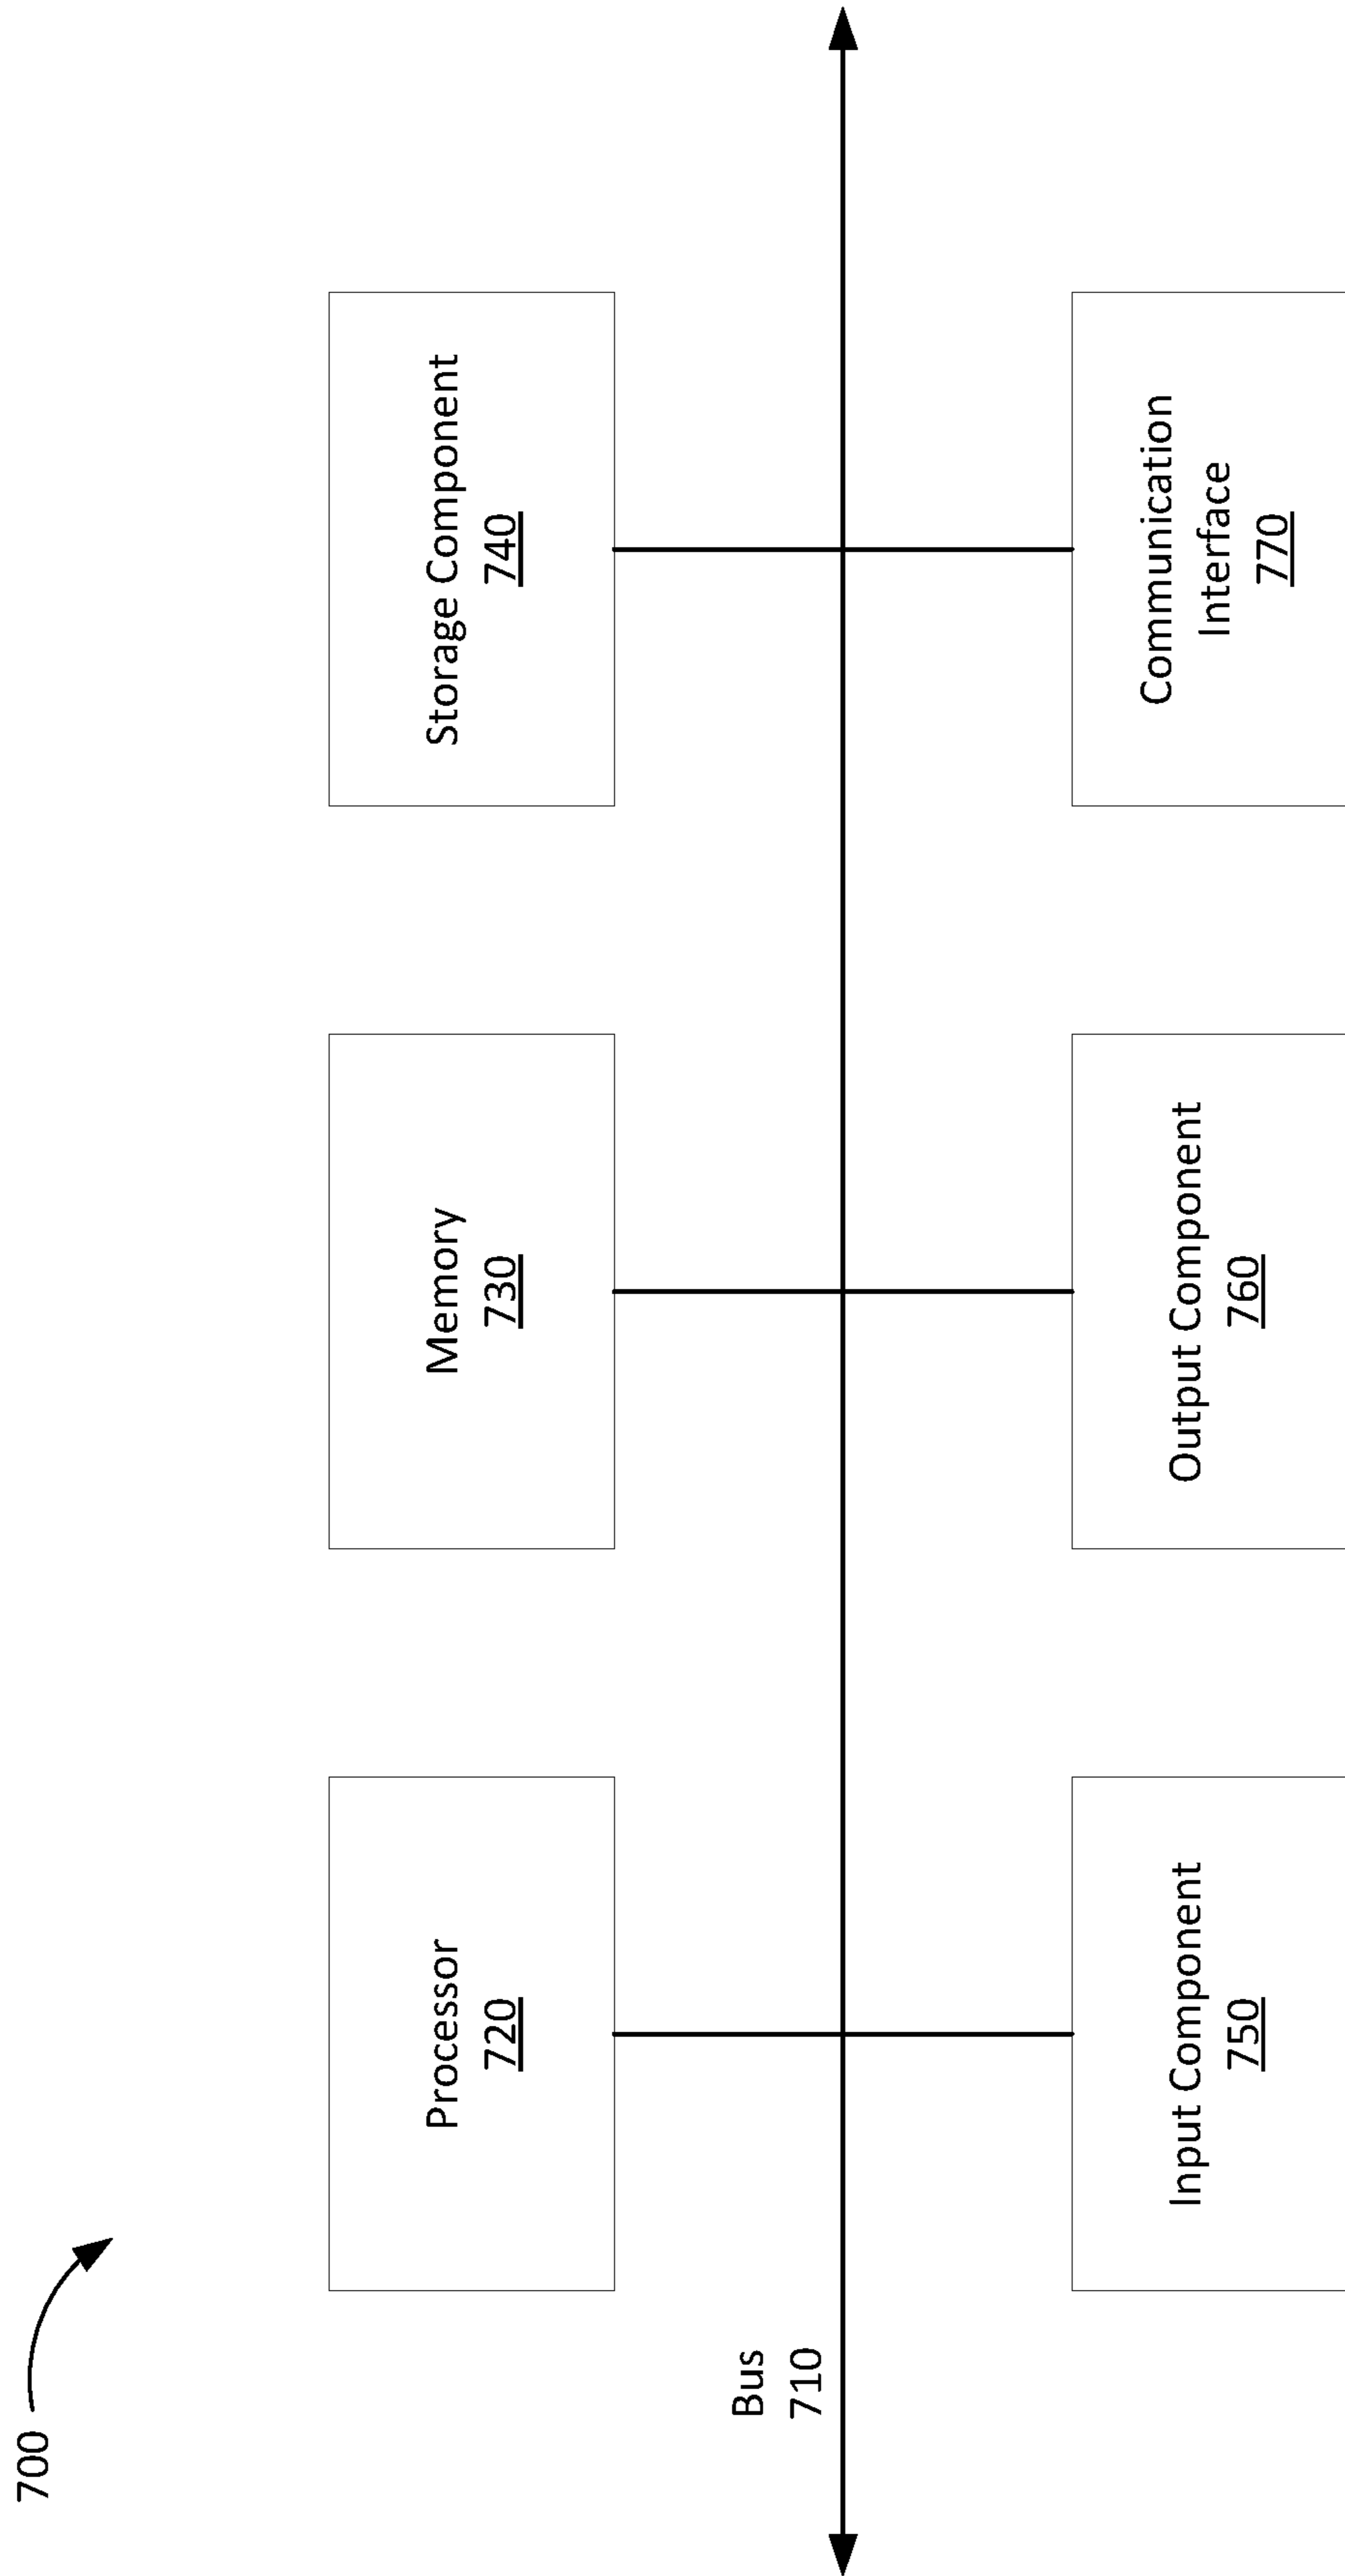 700
Processor
720
Memory
730
Storage Component
740
Bus
710
Input Component
750
Output Component
760
Communication
Interface
770